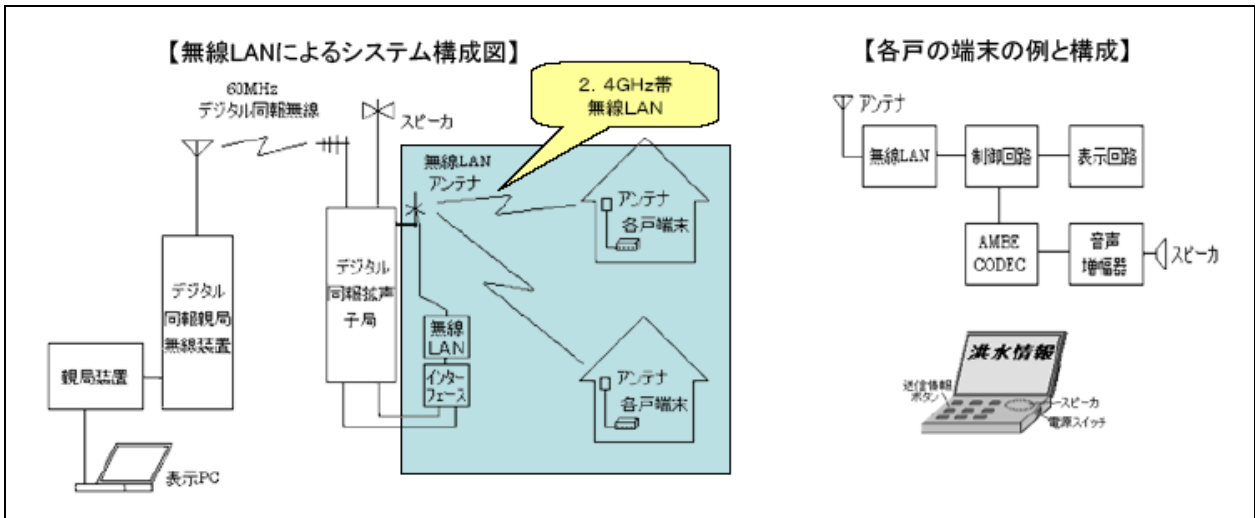 【無線LANによるシステム構成図】
60MHz
デジタル同報無線
スピーカ
2．4GHz帯
無線LAN
無線LAN
アンテナ
アンテナ
各戸端末
デジタル
同報親局
無線装置
デジタル
同報拡声
子局
無線
LAN
インター
フェース
アンテナ
各戸端末
親局装置
表示PC
【各戸の端末の例と構成】
アンテナ
無線LAN
制御回路
表示回路
AMBE
CODEC
音声
増幅器
スピーカ
洪水情報
送信情報
ボタン
スピーカ
電源スイッチ